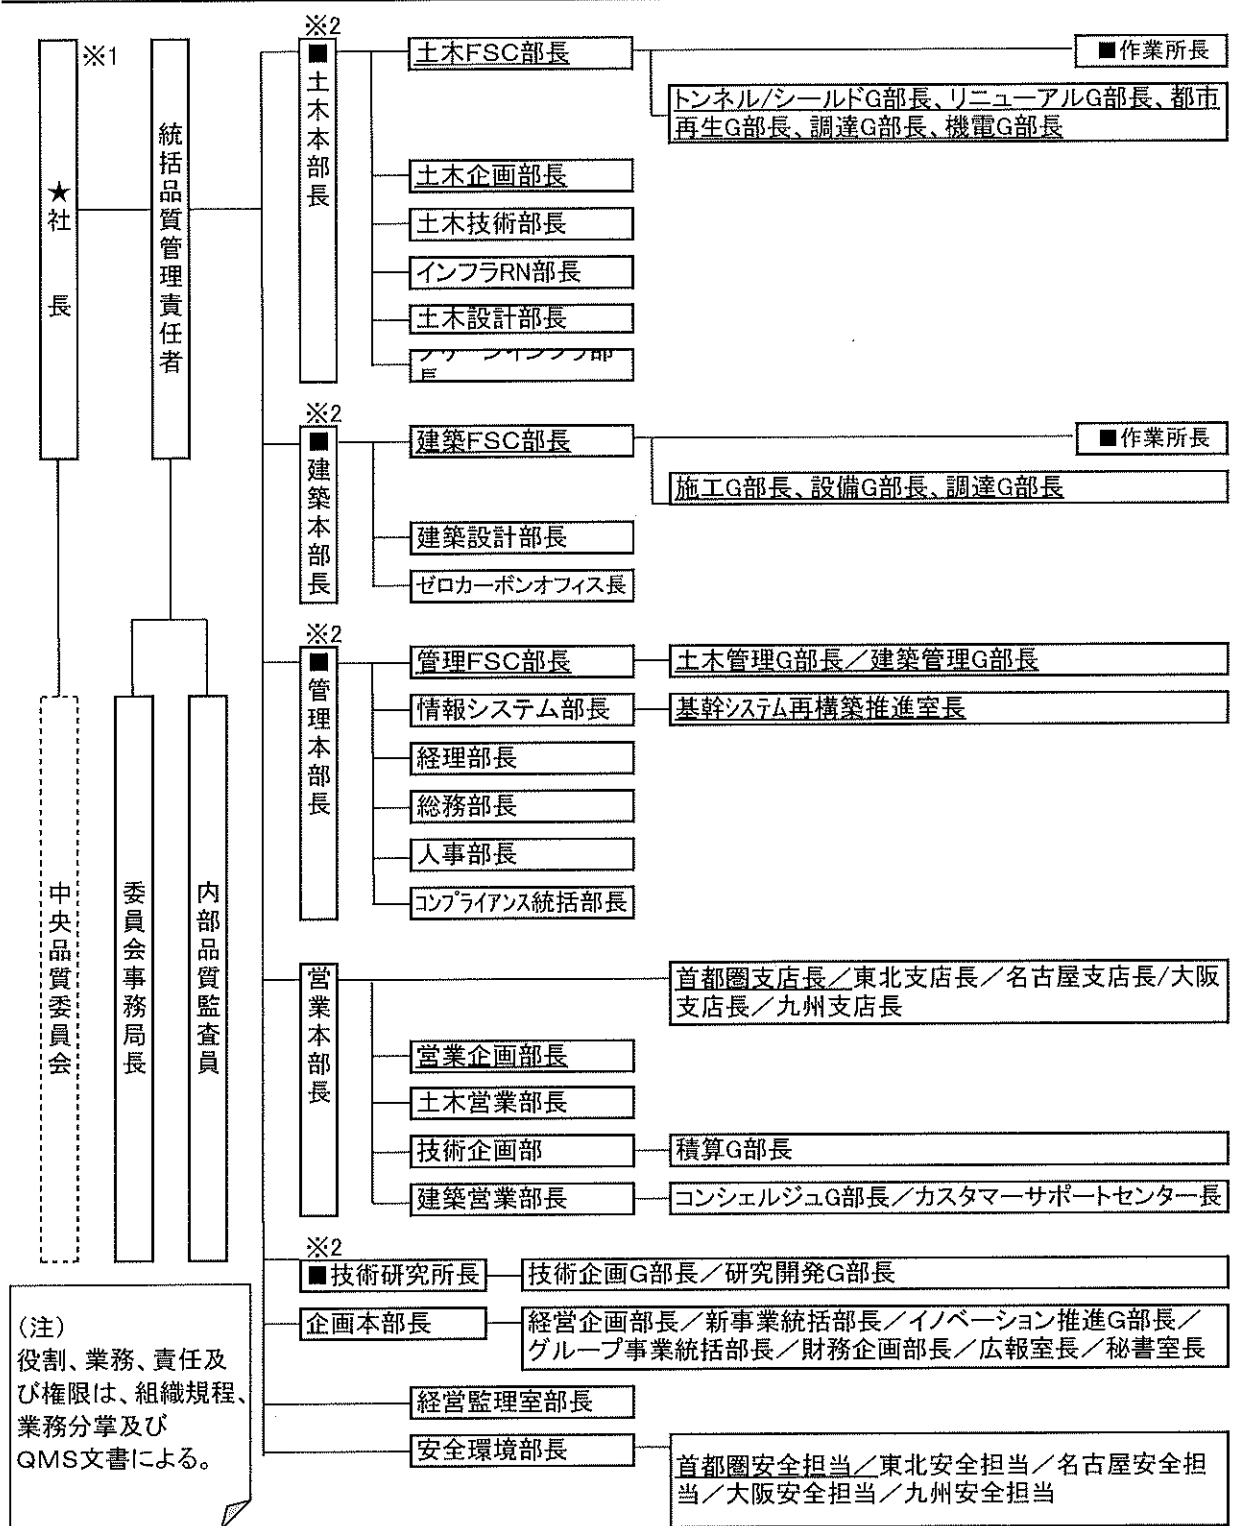 ※1
★社　長
統括品質管理責任者
中央品質委員会
委員会事務局長
内部品質監査員
※2
■土木本部長
土木FSC部長
■作業所長
トンネル/シールドG部長、リニューアルG部長、都市
再生G部長、調達G部長、機電G部長
土木企画部長
土木技術部長
インフラRN部長
土木設計部長
※2
■建築本部長
建築FSC部長
■作業所長
施工G部長、設備G部長、調達G部長
建築設計部長
ゼロカーボンオフィス長
※2
■管理本部長
管理FSC部長
土木管理G部長／建築管理G部長
情報システム部長
基幹システム再構築推進室長
経理部長
総務部長
人事部長
コンプライアンス統括部長
営業本部長
首都圏支店長／東北支店長／名古屋支店長/大阪
支店長／九州支店長
営業企画部長
土木営業部長
技術企画部
積算G部長
建築営業部長
コンシェルジュG部長／カスタマーサポートセンター長
※2
■技術研究所長
技術企画G部長／研究開発G部長
企画本部長
経営企画部長／新事業統括部長／イノベーション推進G部長／
グループ事業統括部長／財務企画部長／広報室長／秘書室長
経営監理室部長
安全環境部長
首都圏安全担当／東北安全担当／名古屋安全担
当／大阪安全担当／九州安全担当
（注）
役割、業務、責任及
び権限は、組織規程、
業務分掌及び
QMS文書による。